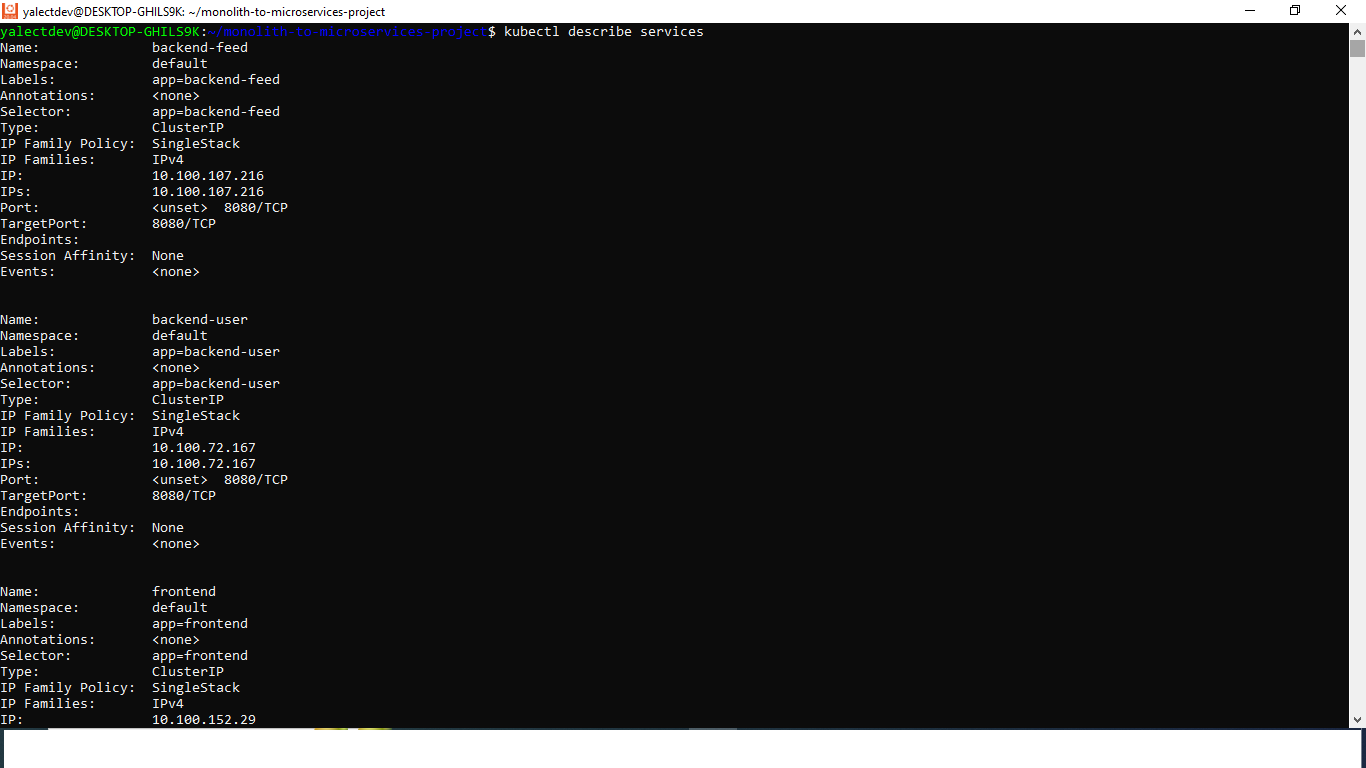 yalectdev@DESKTOP-GHILS9K: ~/monolith-to-microservices-project
yalectdev@DESKTOP-GHILS9K:~/monolith-to-microservices-project$ kubectl describe services
Name:              backend-feed
Namespace:         default
Labels:            app=backend-feed
Annotations:       <none>
Selector:          app=backend-feed
Type:              ClusterIP
IP Family Policy:  SingleStack
IP Families:       IPv4
IP:                10.100.107.216
IPs:               10.100.107.216
Port:              <unset>  8080/TCP
TargetPort:        8080/TCP
Endpoints:
Session Affinity:  None
Events:            <none>
Name:              backend-user
Namespace:         default
Labels:            app=backend-user
Annotations:       <none>
Selector:          app=backend-user
Type:              ClusterIP
IP Family Policy:  SingleStack
IP Families:       IPv4
IP:                10.100.72.167
IPs:               10.100.72.167
Port:              <unset>  8080/TCP
TargetPort:        8080/TCP
Endpoints:
Session Affinity:  None
Events:            <none>
Name:              frontend
Namespace:         default
Labels:            app=frontend
Annotations:       <none>
Selector:          app=frontend
Type:              ClusterIP
IP Family Policy:  SingleStack
IP Families:       IPv4
IP:                10.100.152.29